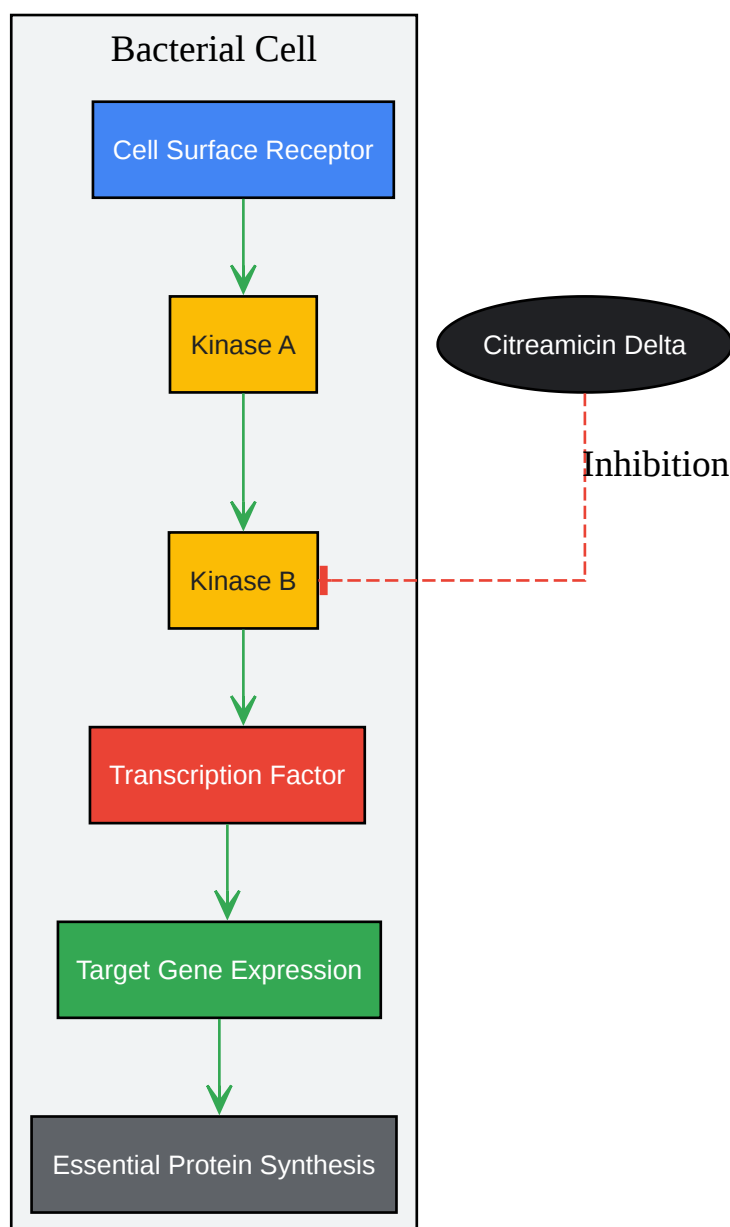 Bacterial Cell
Cell Surface Receptor
Kinase A
Citreamicin Delta
Inhibition
Kinase B
Transcription Factor
Target Gene Expression
Essential Protein Synthesis